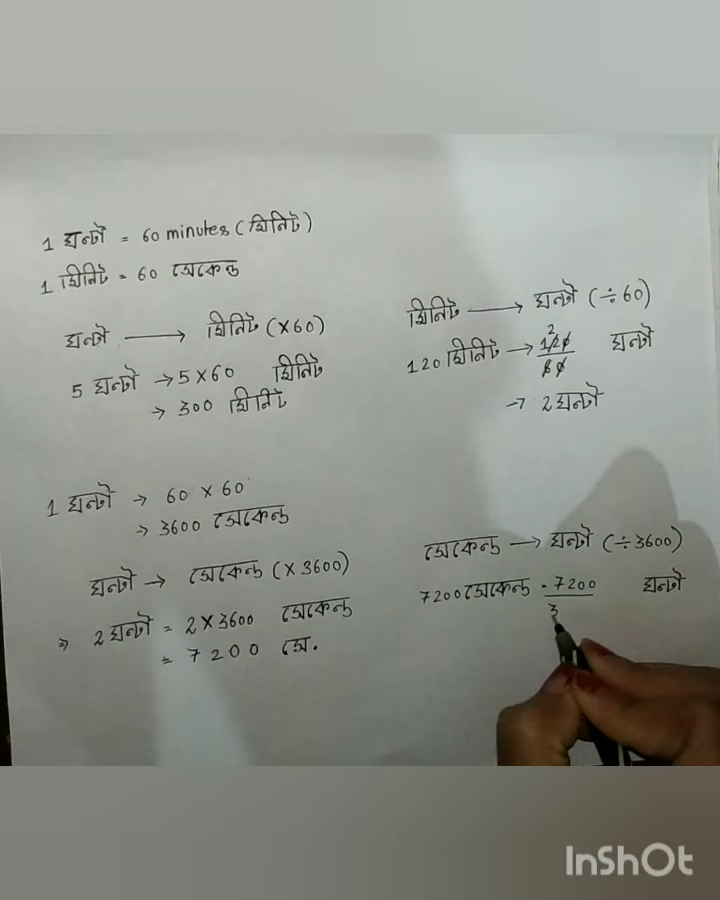 1 ঘন্টা = 60 minutes (মিনিট)
1 মিনিট = 60 সেকেন্ড
ঘন্টা → মিনিট (×60)
5 ঘন্টা → 5 × 60 মিনিট
→ 300 মিনিট
মিনিট → ঘন্টা (÷60)
120 মিনিট → 120/60 ঘন্টা
2
→ 2 ঘন্টা
1 ঘন্টা → 60 × 60
→ 3600 সেকেন্ড
ঘন্টা → সেকেন্ড (× 3600)
⇒ 2 ঘন্টা = 2 × 3600 সেকেন্ড
= 7200 সে.
সেকেন্ড → ঘন্টা (÷3600)
7200 সেকেন্ড = 7200/3 ঘন্টা
InShOt